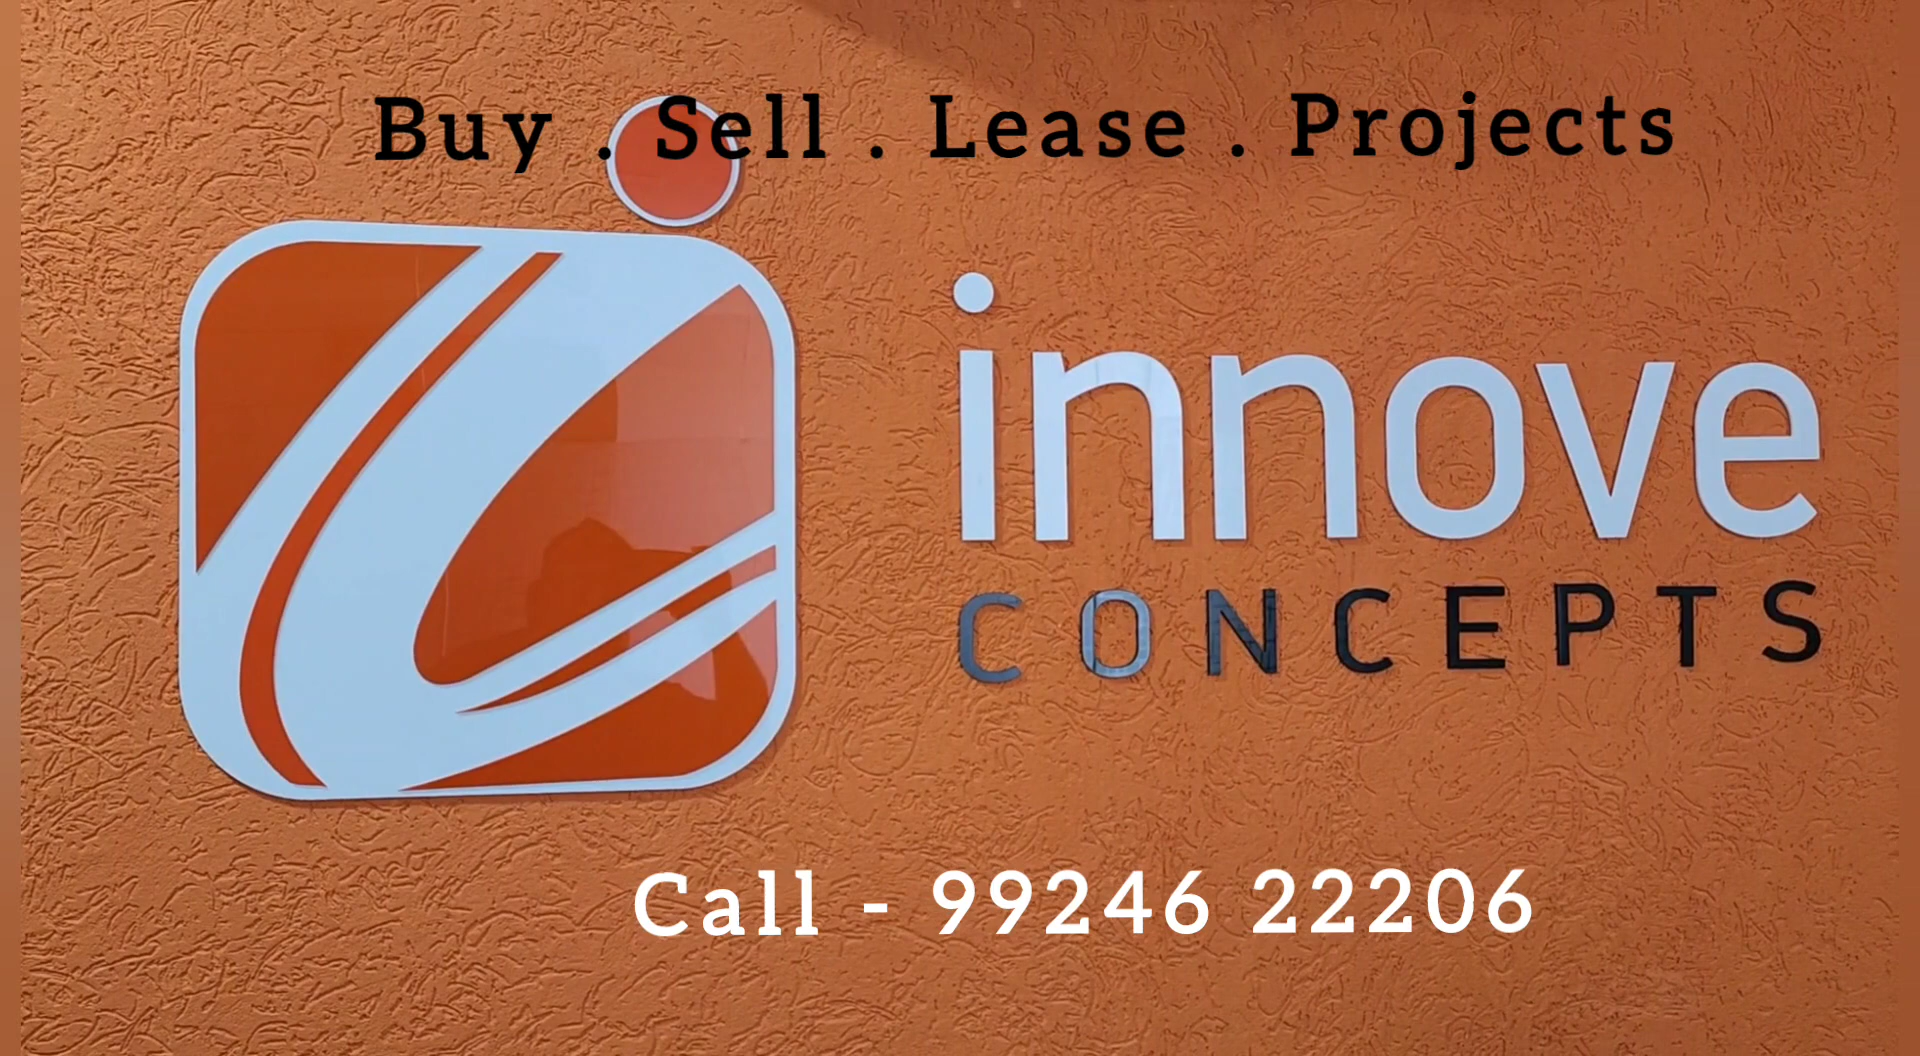 Buy . Sell . Lease . Projects
innove
CONCEPTS
Call - 99246 22206